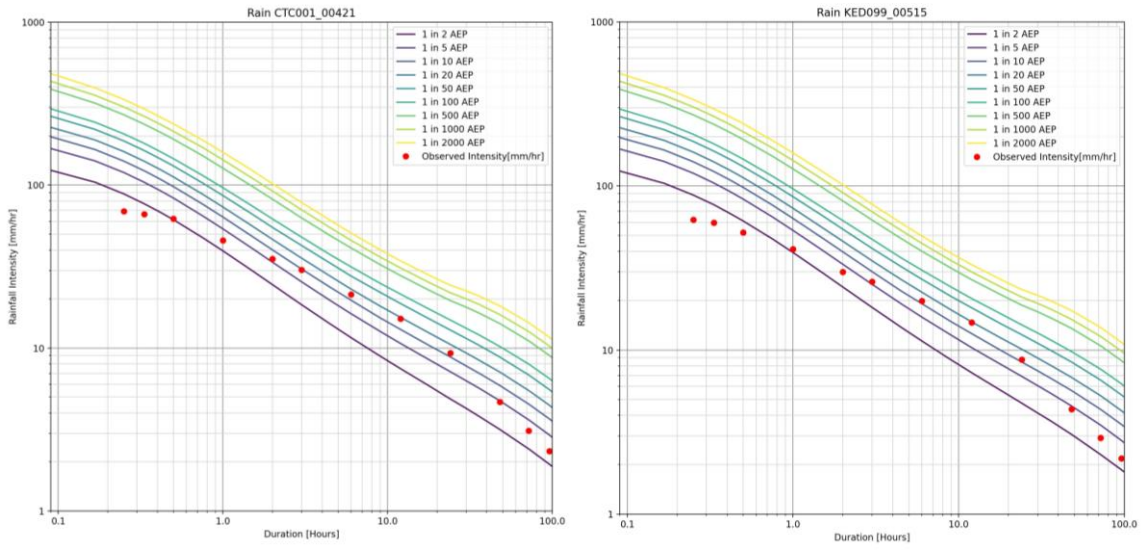 Rain CTC001_00421
1000
100
10
1
0.1
1.0
10.0
100.0
Rainfall Intensity [mm/hr]
Duration [Hours]
1 in 2 AEP
1 in 5 AEP
1 in 10 AEP
1 in 20 AEP
1 in 50 AEP
1 in 100 AEP
1 in 500 AEP
1 in 1000 AEP
1 in 2000 AEP
Observed Intensity[mm/hr]
Rain KED099_00515
1000
100
10
1
0.1
1.0
10.0
100.0
Rainfall Intensity [mm/hr]
Duration [Hours]
1 in 2 AEP
1 in 5 AEP
1 in 10 AEP
1 in 20 AEP
1 in 50 AEP
1 in 100 AEP
1 in 500 AEP
1 in 1000 AEP
1 in 2000 AEP
Observed Intensity[mm/hr]